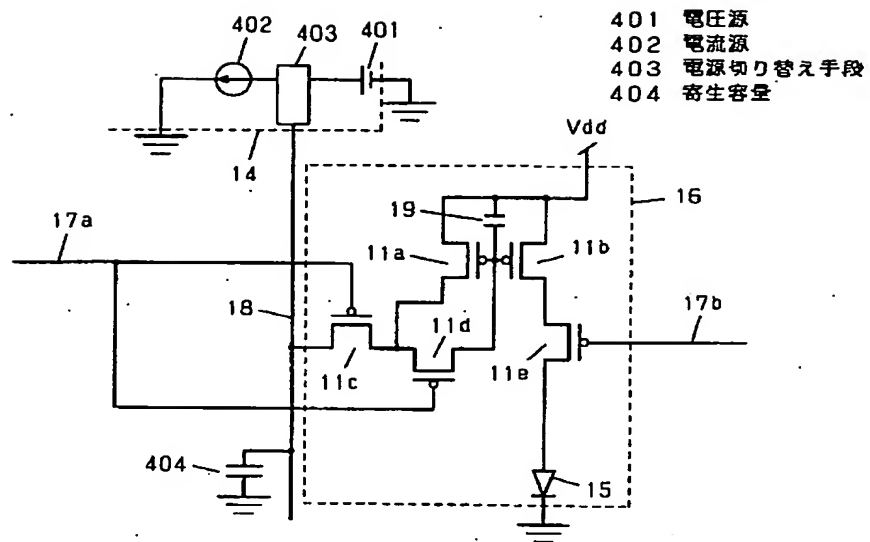 402
403
401
401 電圧源
402 電流源
403 電源切り替え手段
404 寄生容量
Vdd
14
16
19
17a
11a
11b
18
11d
17b
11c
11e
404
15